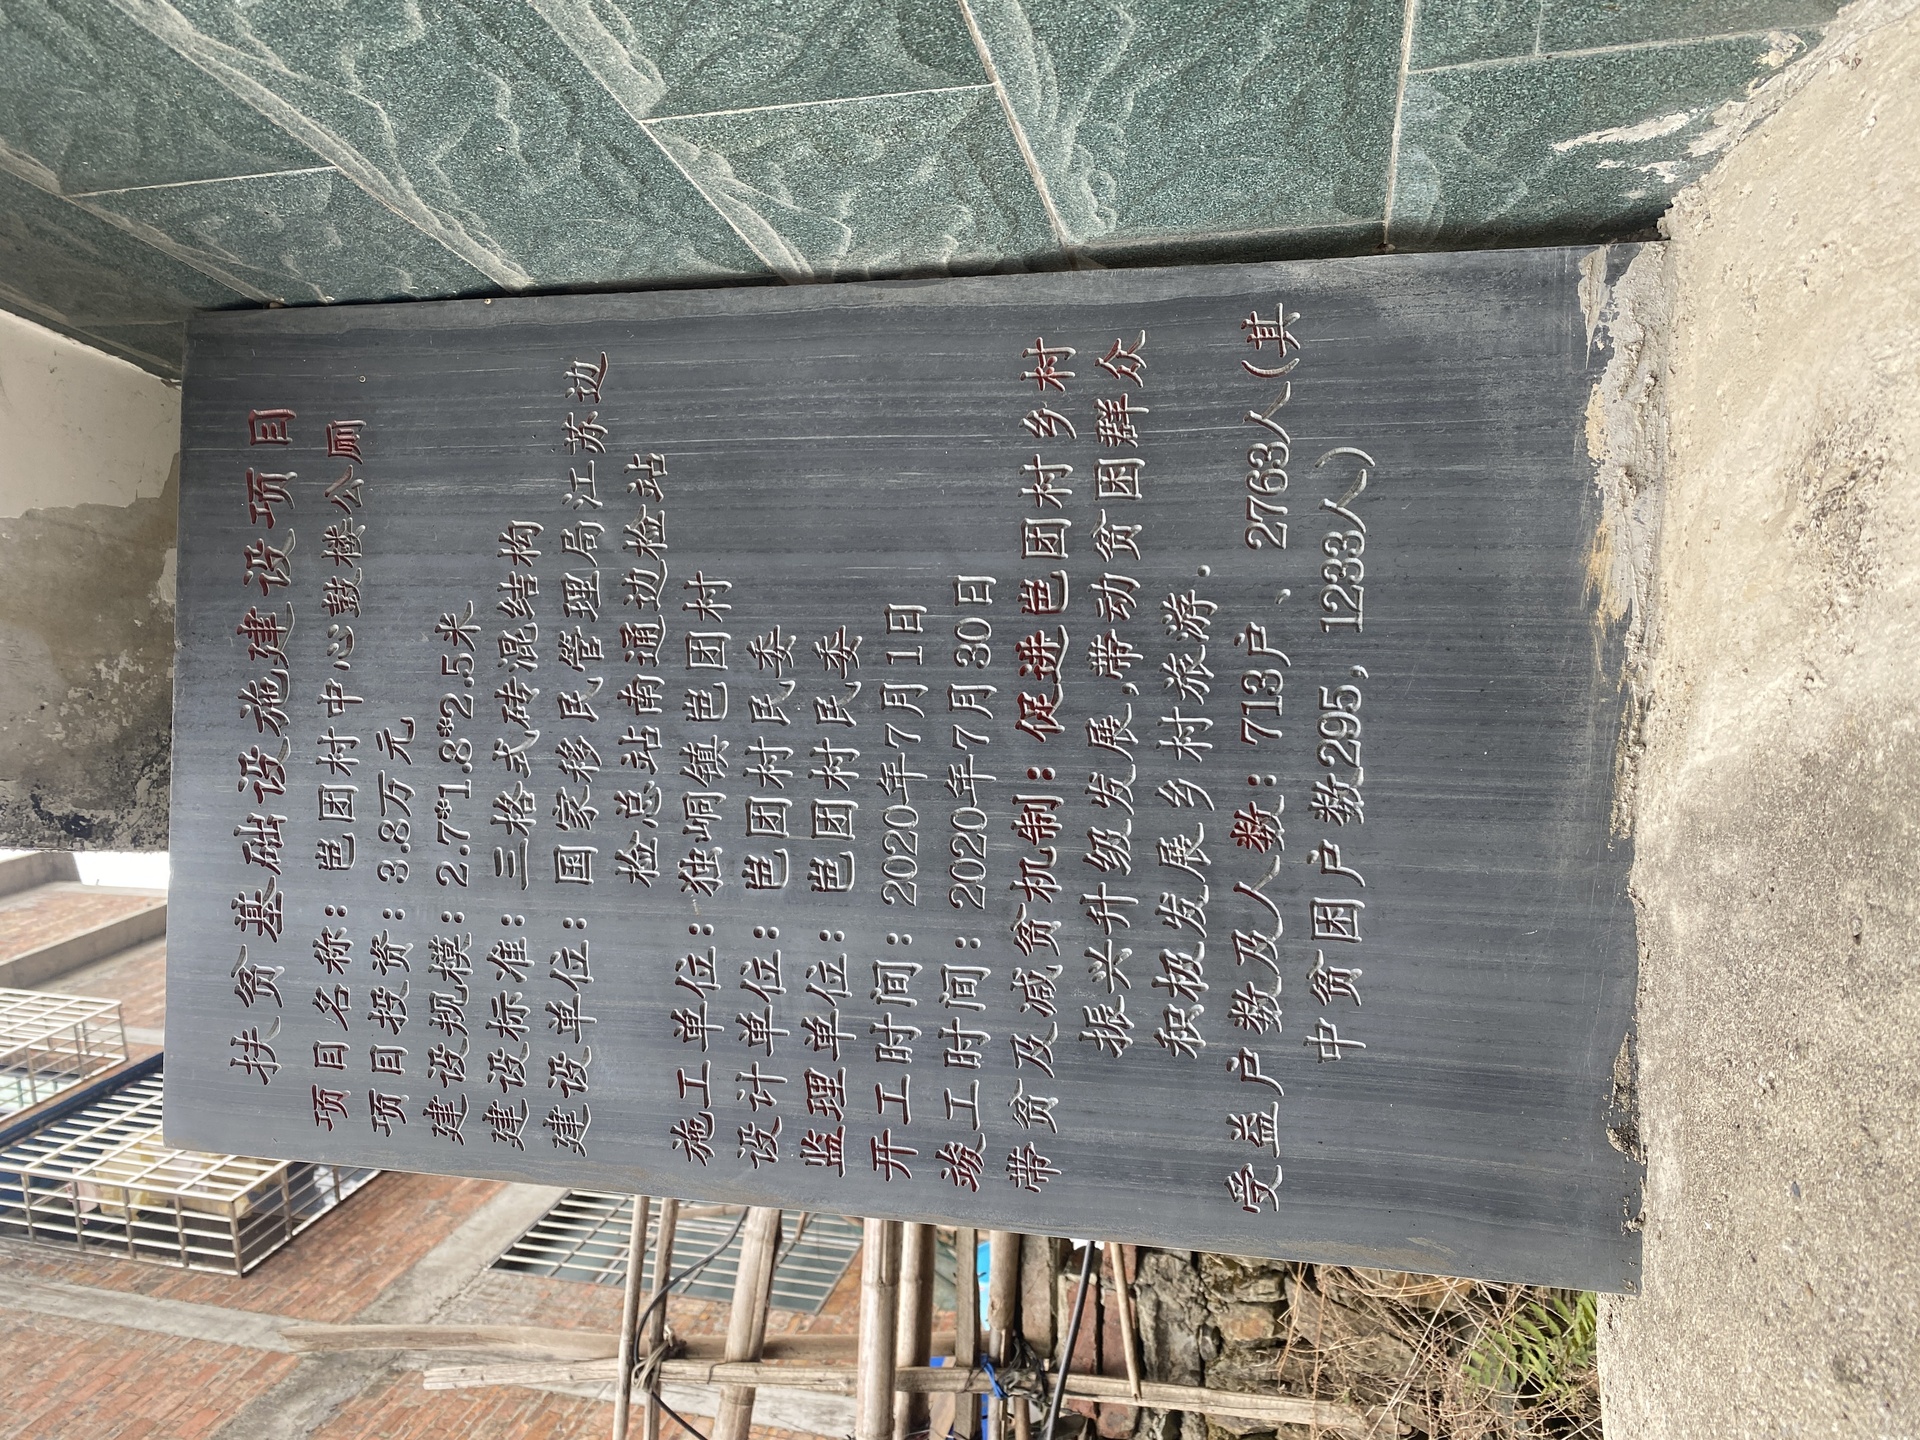 扶贫基础设施建设项目
项目名称：岜团村中心鼓楼公厕
项目投资：3.8万元
建设规模：2.7*1.8*2.5米
建设标准：三格式砖混结构
建设单位：国家移民管理局江苏边
检总站南通边检站
施工单位：独峒镇岜团村
设计单位：岜团村民委
监理单位：岜团村民委
开工时间：2020年7月1日
竣工时间：2020年7月30日
带贫及减贫机制：促进岜团村乡村
振兴升级发展,带动贫困群众
积极发展乡村旅游.
受益户数及人数：713户、2763人(其
中贫困户数295，1233人)